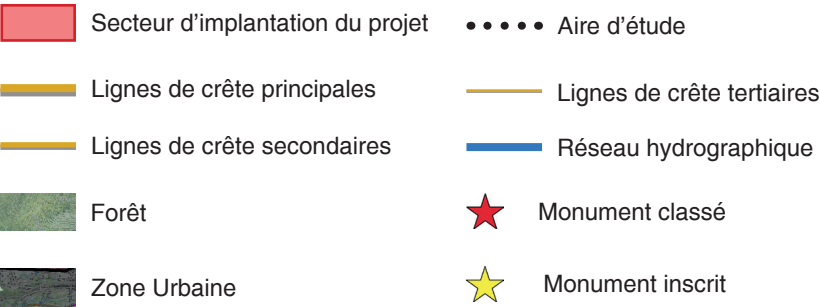 Secteur d’implantation du projet
Aire d’étude
Lignes de crête principales
Lignes de crête tertiaires
Lignes de crête secondaires
Réseau hydrographique
Forêt
Monument classé
Zone Urbaine
Monument inscrit